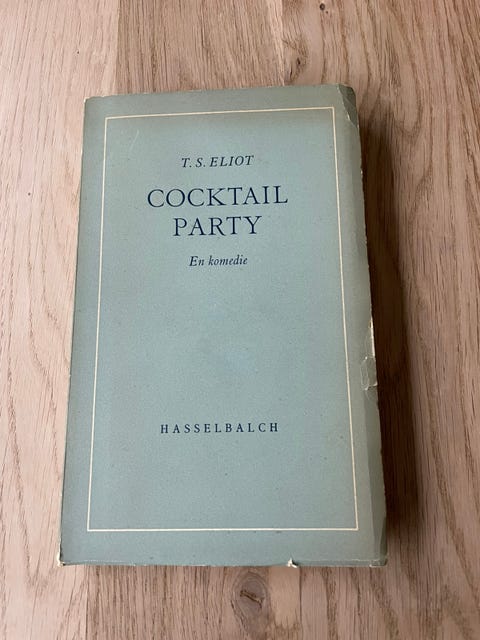 T. S. ELIOT
COCKTAIL
PARTY
En komedie
HASSELBALCH